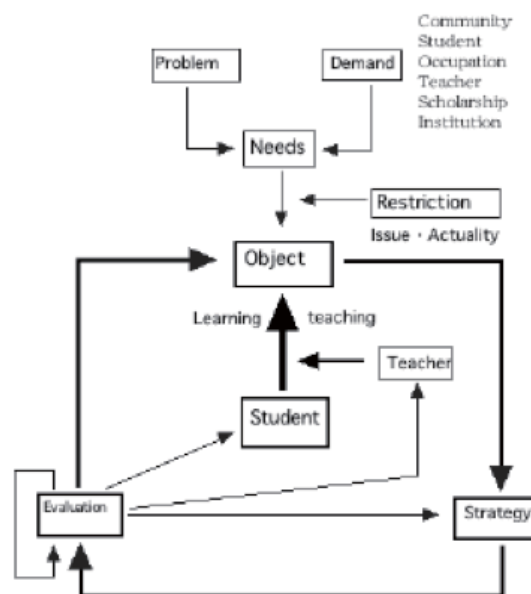 Community
Student
Occupation
Teacher
Scholarship
Institution
Problem
Demand
Needs
Restriction
Issue・Actuality
Object
Learning
teaching
Teacher
Student
Evaluation
Strategy